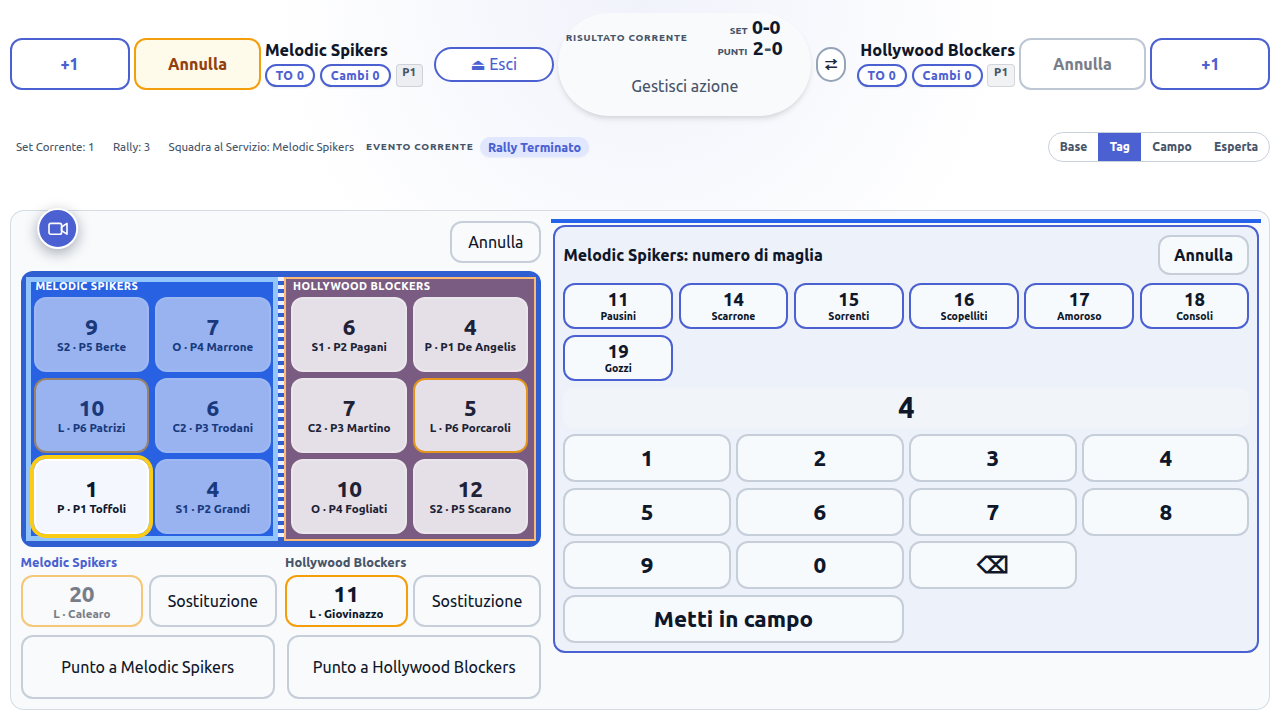 +1
Annulla
Melodic Spikers
TO 0
Cambi 0
P1
⏏ Esci
RISULTATO CORRENTE
SET 0-0
PUNTI 2-0
Gestisci azione
⇄
Hollywood Blockers
TO 0
Cambi 0
P1
Annulla
+1
Set Corrente: 1
Rally: 3
Squadra al Servizio: Melodic Spikers
EVENTO CORRENTE
Rally Terminato
Base
Tag
Campo
Esperta
Annulla
MELODIC SPIKERS
9
S2 · P5 Berte
7
O · P4 Marrone
10
L · P6 Patrizi
6
C2 · P3 Trodani
1
P · P1 Toffoli
4
S1 · P2 Grandi
HOLLYWOOD BLOCKERS
6
S1 · P2 Pagani
4
P · P1 De Angelis
7
C2 · P3 Martino
5
L · P6 Porcaroli
10
O · P4 Fogliati
12
S2 · P5 Scarano
Melodic Spikers
20
L · Calearo
Sostituzione
Hollywood Blockers
11
L · Giovinazzo
Sostituzione
Punto a Melodic Spikers
Punto a Hollywood Blockers
Melodic Spikers: numero di maglia
Annulla
11
Pausini
14
Scarrone
15
Sorrenti
16
Scopelliti
17
Amoroso
18
Consoli
19
Gozzi
4
1
2
3
4
5
6
7
8
9
0
⌫
Metti in campo